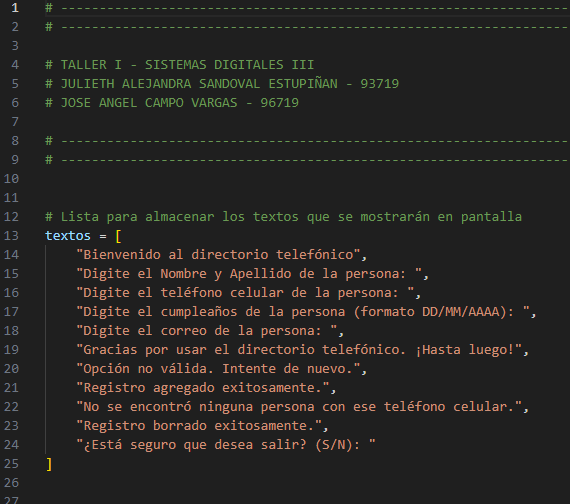 1 # ----------------------------------------------------------------
2 # ----------------------------------------------------------------
3
4 # TALLER I - SISTEMAS DIGITALES III
5 # JULIETH ALEJANDRA SANDOVAL ESTUPIÑAN - 93719
6 # JOSE ANGEL CAMPO VARGAS - 96719
7
8 # ----------------------------------------------------------------
9 # ----------------------------------------------------------------
10
11
12 # Lista para almacenar los textos que se mostrarán en pantalla
13 textos = [
14     "Bienvenido al directorio telefónico",
15     "Digite el Nombre y Apellido de la persona: ",
16     "Digite el teléfono celular de la persona: ",
17     "Digite el cumpleaños de la persona (formato DD/MM/AAAA): ",
18     "Digite el correo de la persona: ",
19     "Gracias por usar el directorio telefónico. ¡Hasta luego!",
20     "Opción no válida. Intente de nuevo.",
21     "Registro agregado exitosamente.",
22     "No se encontró ninguna persona con ese teléfono celular.",
23     "Registro borrado exitosamente.",
24     "¿Está seguro que desea salir? (S/N): "
25 ]
26
27